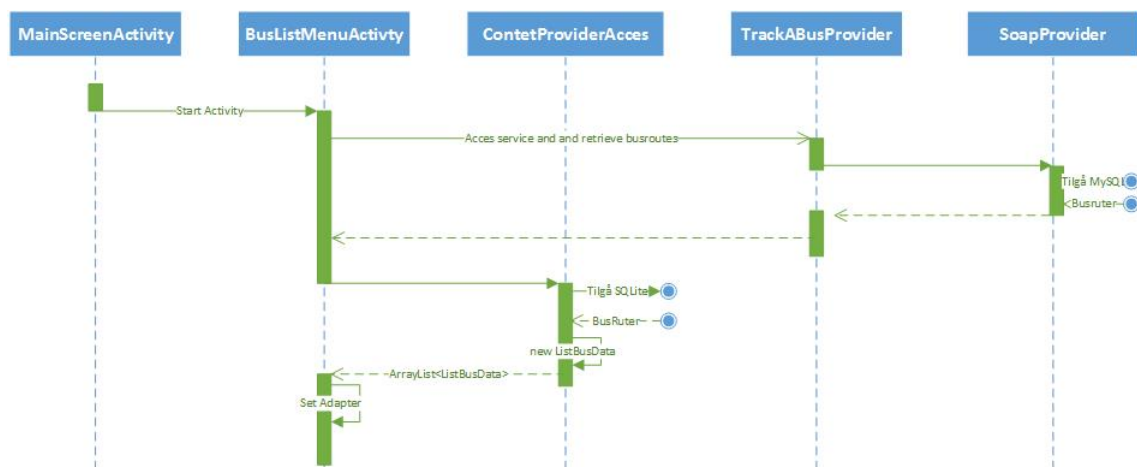 MainScreenActivity
BusListMenuActivty
ContetProviderAcces
TrackABusProvider
SoapProvider
Start Activity
Acces service and and retrieve busroutes
Tilgå MySQL
Busruter
Tilgå SQLite
BusRuter
new ListBusData
ArrayList<ListBusData>
Set Adapter